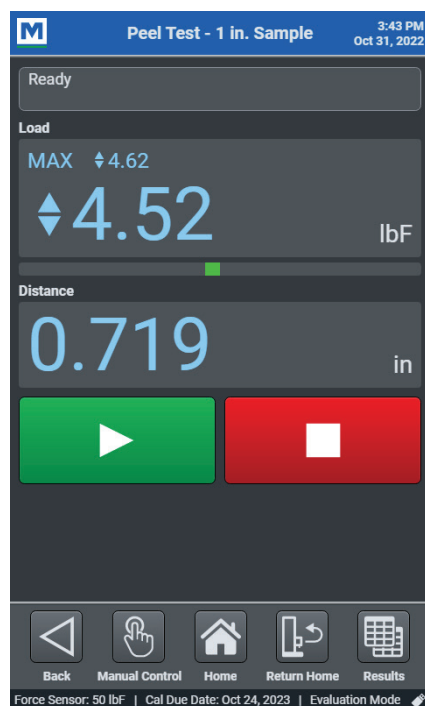 M
Peel Test - 1 in. Sample
3:43 PM
Oct 31, 2022
Ready
Load
MAX 4.62
4.52
lbF
Distance
0.719
in
Back Manual Control Home Return Home Results
Force Sensor: 50 lbF | Cal Due Date: Oct 24, 2023 | Evaluation Mode